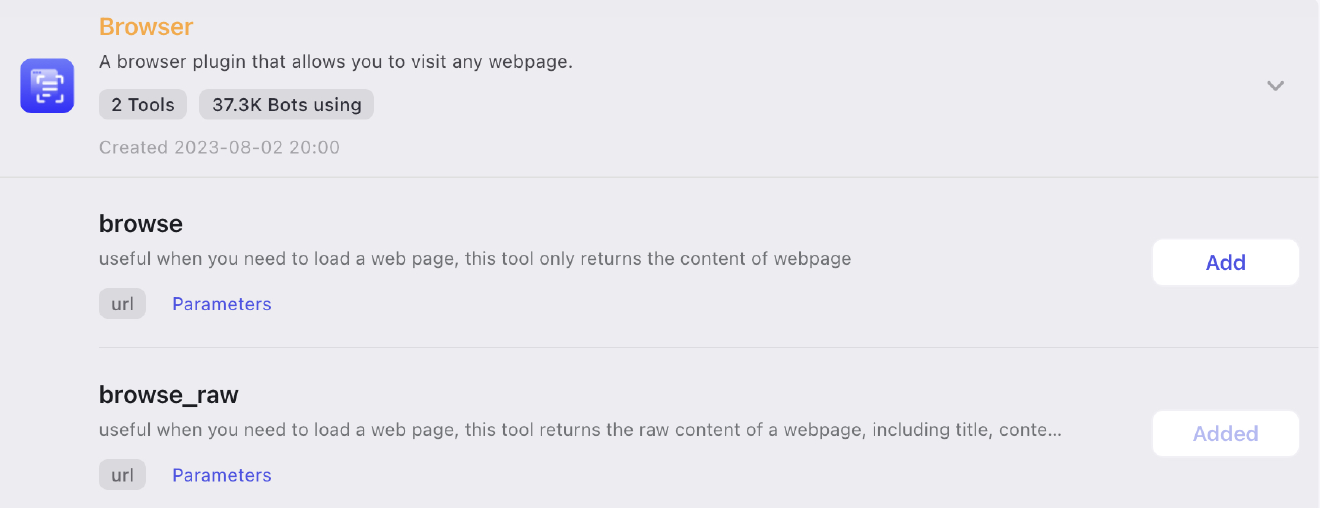 Browser
A browser plugin that allows you to visit any webpage.
2 Tools 37.3K Bots using
Created 2023-08-02 20:00
browse
useful when you need to load a web page, this tool only returns the content of webpage
Add
url Parameters
browse_raw
useful when you need to load a web page, this tool returns the raw content of a webpage, including title, conte...
Added
url Parameters